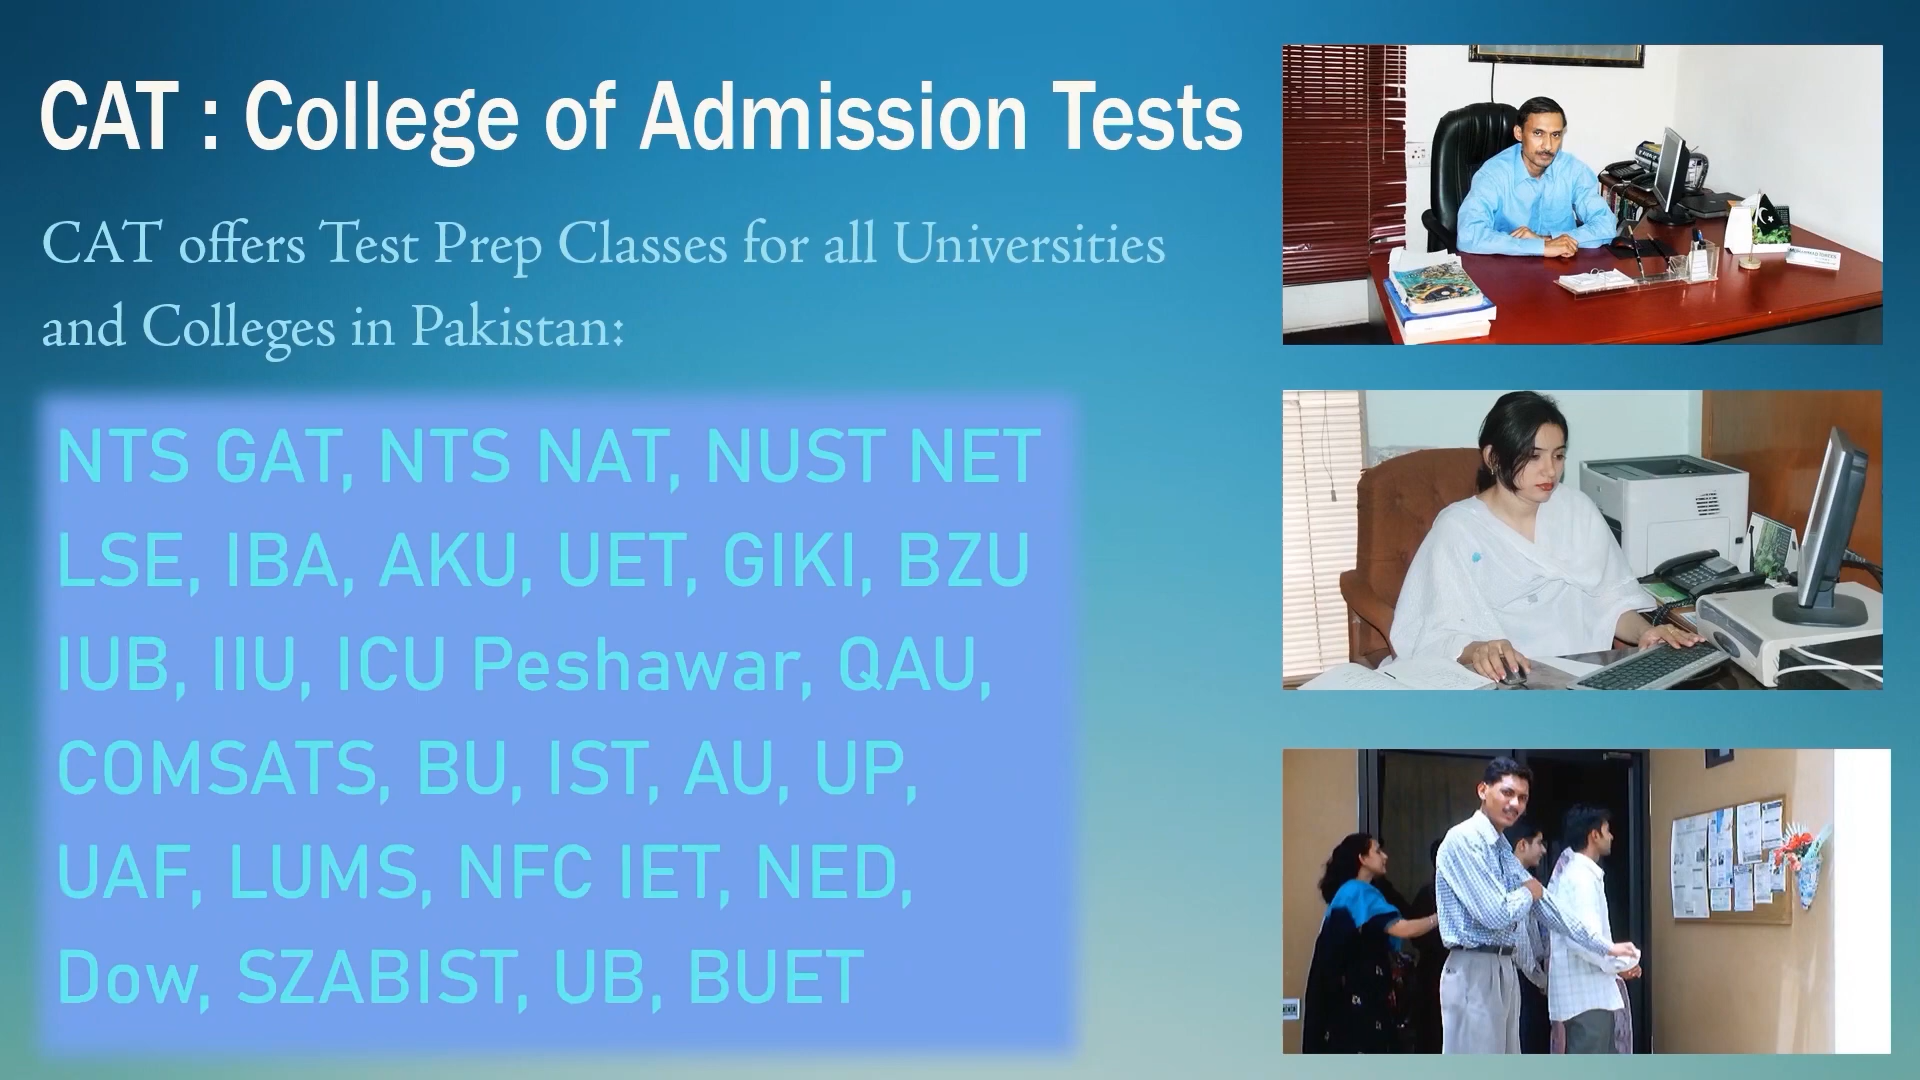 CAT : College of Admission Tests
CAT offers Test Prep Classes for all Universities
and Colleges in Pakistan:
NTS GAT, NTS NAT, NUST NET
LSE, IBA, AKU, UET, GIKI, BZU
IUB, IIU, ICU Peshawar, QAU,
COMSATS, BU, IST, AU, UP,
UAF, LUMS, NFC IET, NED,
Dow, SZABIST, UB, BUET